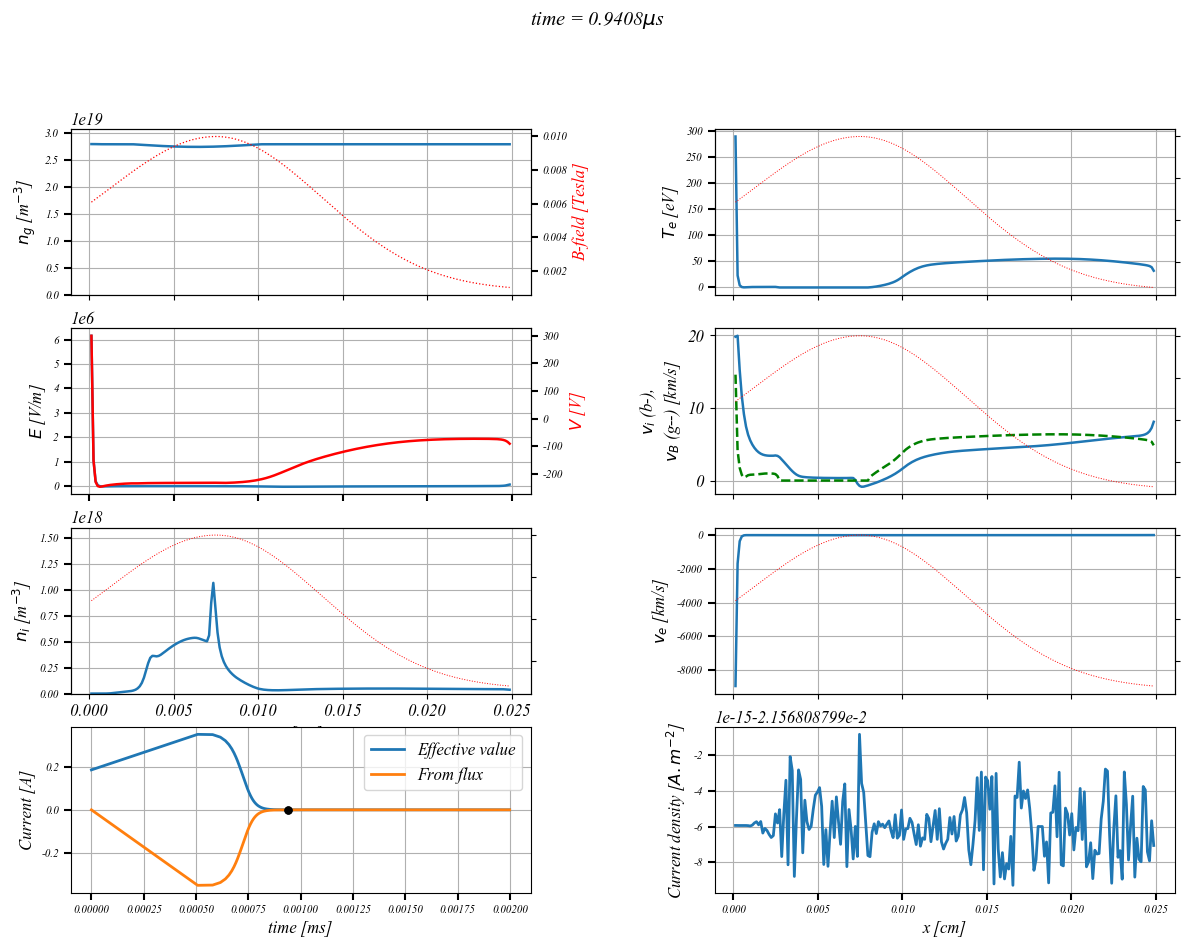 time = 0.9408μs
1e19
3.0
2.5
2.0
1.5
1.0
0.5
0.0
n_g [m^{-3}]
0.010
0.008
0.006
0.004
0.002
B-field [Tesla]
300
250
200
150
100
50
0
T_e [eV]
1e6
6
5
4
3
2
1
0
E [V/m]
300
200
100
0
-100
-200
V [V]
20
10
0
v_i (b-),
v_B (g--) [km/s]
1e18
1.50
1.25
1.00
0.75
0.50
0.25
0.00
n_i [m^{-3}]
0.000 0.005 0.010 0.015 0.020 0.025
0
-2000
-4000
-6000
-8000
v_e [km/s]
0.2
0.0
-0.2
Current [A]
Effective value
From flux
0.00000 0.00025 0.00050 0.00075 0.00100 0.00125 0.00150 0.00175 0.00200
time [ms]
1e-15-2.156808799e-2
-2
-4
-6
-8
Current density [A.m^{-2}]
0.000 0.005 0.010 0.015 0.020 0.025
x [cm]